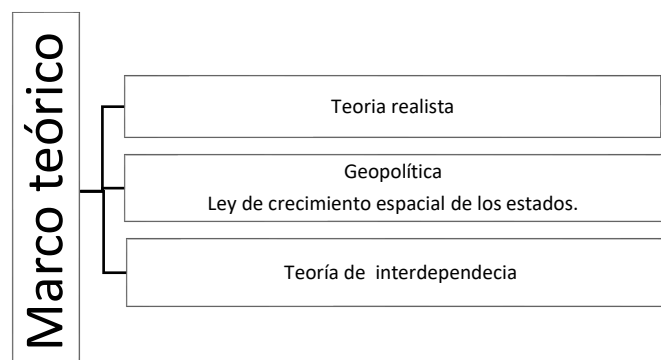 Marco teórico
Teoria realista
Geopolítica
Ley de crecimiento espacial de los estados.
Teoría de interdependecia